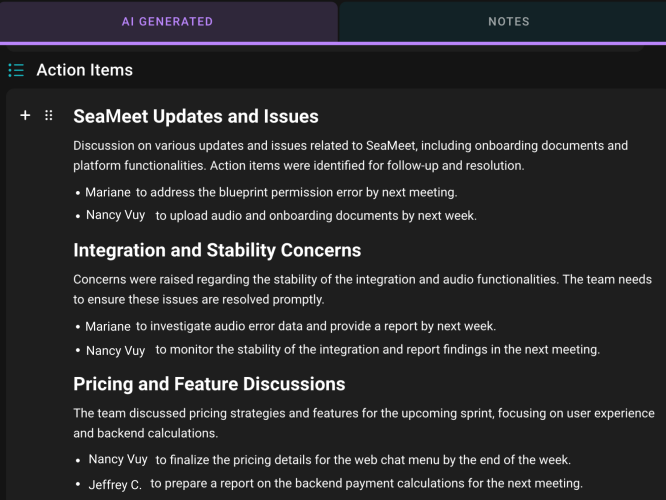 AI GENERATED
NOTES
Action Items
SeaMeet Updates and Issues
Discussion on various updates and issues related to SeaMeet, including onboarding documents and
platform functionalities. Action items were identified for follow-up and resolution.
• Mariane to address the blueprint permission error by next meeting.
• Nancy Vuy to upload audio and onboarding documents by next week.
Integration and Stability Concerns
Concerns were raised regarding the stability of the integration and audio functionalities. The team needs
to ensure these issues are resolved promptly.
• Mariane to investigate audio error data and provide a report by next week.
• Nancy Vuy to monitor the stability of the integration and report findings in the next meeting.
Pricing and Feature Discussions
The team discussed pricing strategies and features for the upcoming sprint, focusing on user experience
and backend calculations.
• Nancy Vuy to finalize the pricing details for the web chat menu by the end of the week.
• Jeffrey C. to prepare a report on the backend payment calculations for the next meeting.